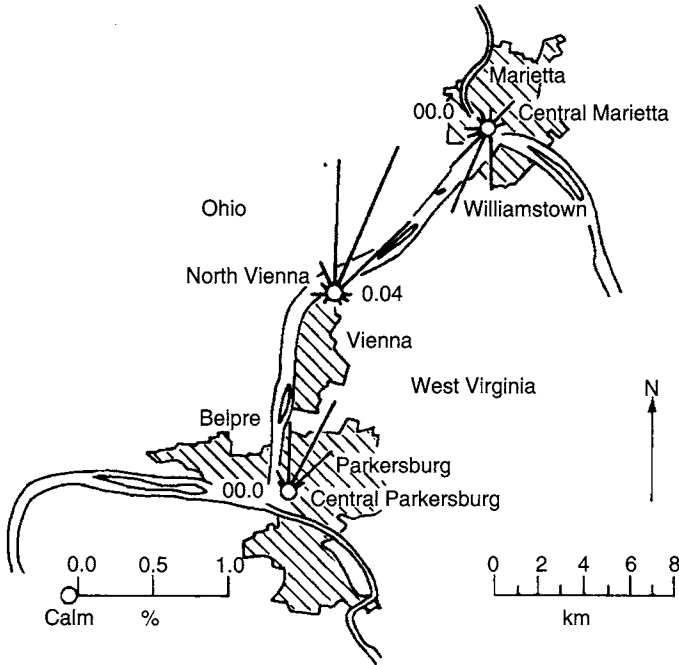 Marietta
00.0
Central Marietta
Ohio
Williamstown
North Vienna
0.04
Vienna
West Virginia
N
Belpre
Parkersburg
00.0
Central Parkersburg
0.0 0.5 1.0
Calm %
0 2 4 6 8
km